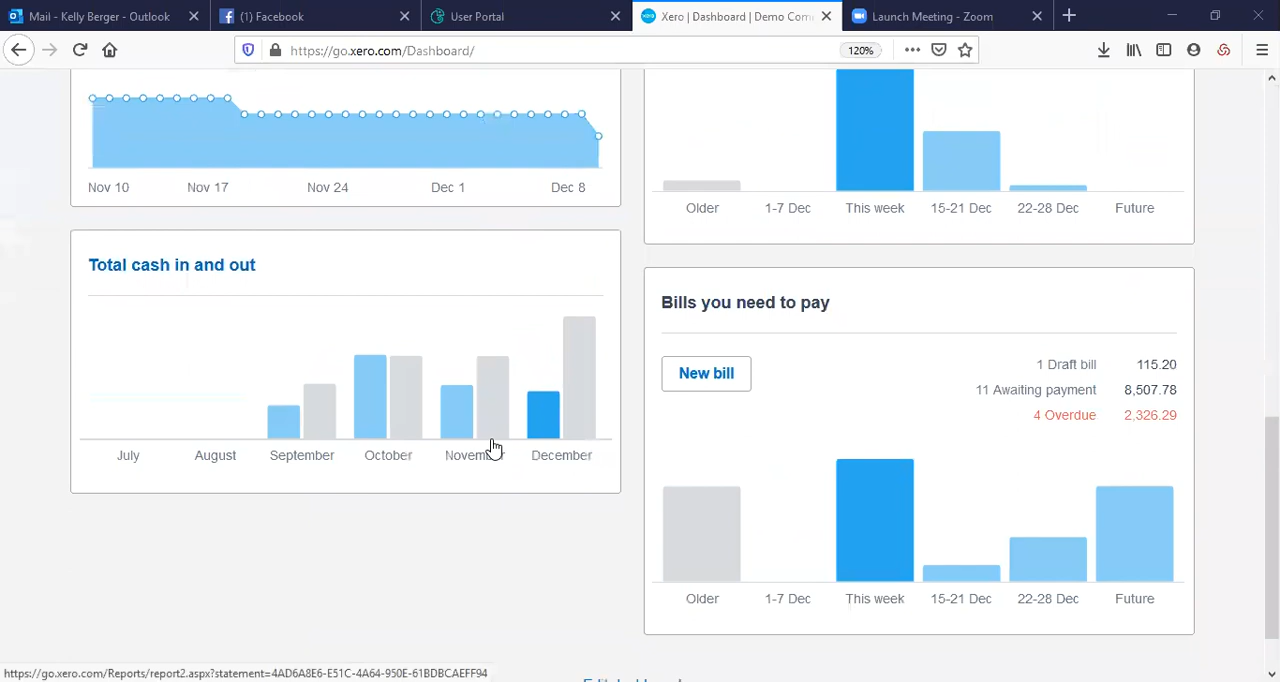 Mail - Kelly Berger - Outlook
(1) Facebook
User Portal
xero
Xero | Dashboard | Demo Com
Launch Meeting - Zoom
https://go.xero.com/Dashboard/
120%
Nov 10 Nov 17 Nov 24 Dec 1 Dec 8
Older 1-7 Dec This week 15-21 Dec 22-28 Dec Future
Total cash in and out
July August September October November December
Bills you need to pay
New bill
1 Draft bill 115.20
11 Awaiting payment 8,507.78
4 Overdue 2,326.29
Older 1-7 Dec This week 15-21 Dec 22-28 Dec Future
https://go.xero.com/Reports/report2.aspx?statement=4AD6A8E6-E51C-4A64-950E-61BDBCAEFF94